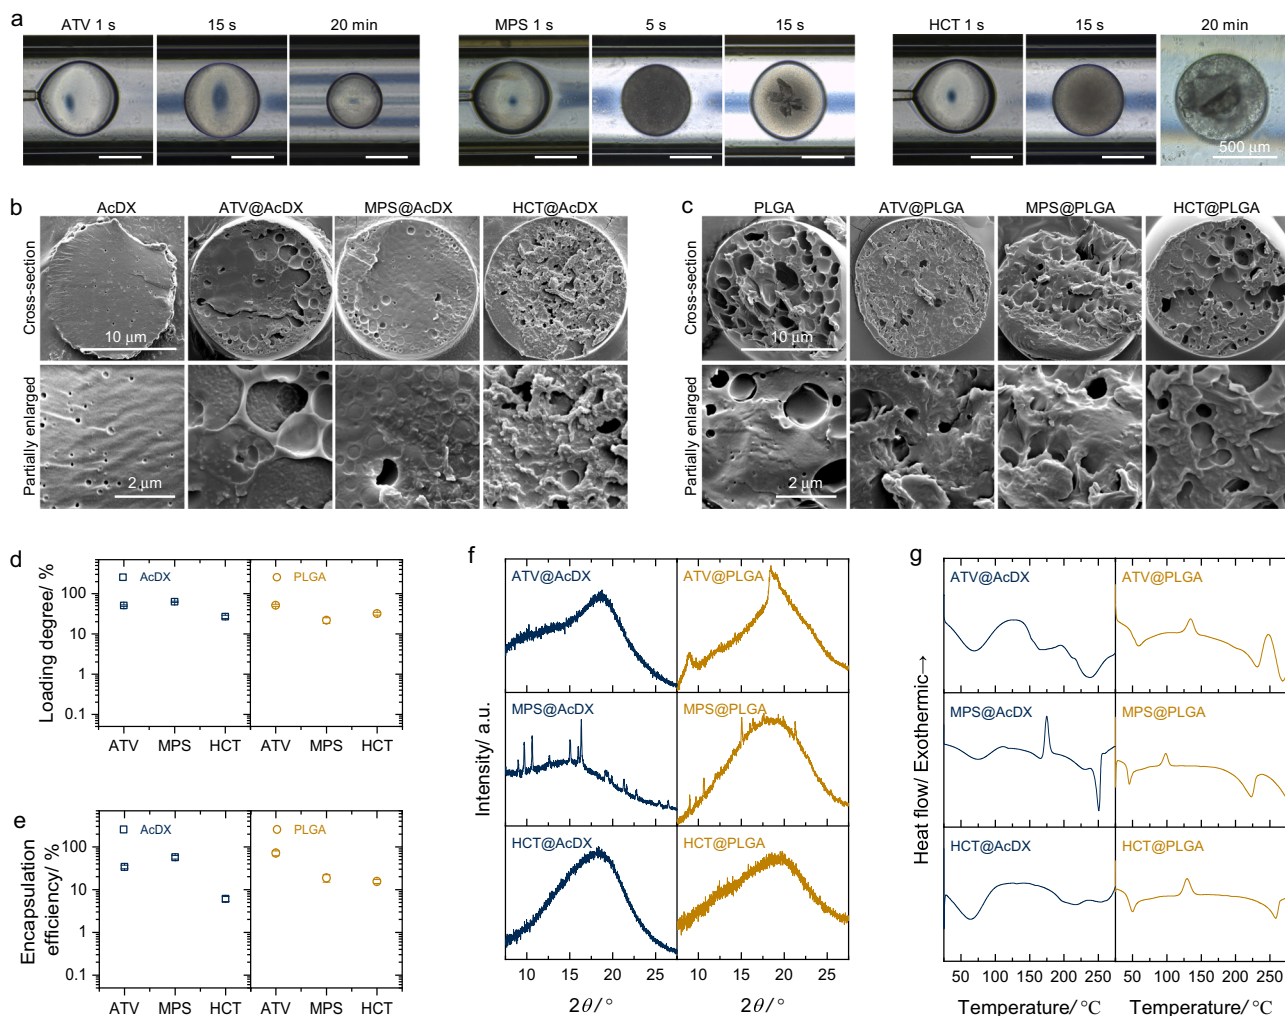 a
ATV 1 s 15 s 20 min MPS 1 s 5 s 15 s HCT 1 s 15 s 20 min
500 μm
b AcDX ATV@AcDX MPS@AcDX HCT@AcDX
Cross-section
10 μm
Partially enlarged
2 μm
c PLGA ATV@PLGA MPS@PLGA HCT@PLGA
Cross-section
10 μm
Partially enlarged
2 μm
d
AcDX PLGA
Loading degree/ %
100
10
1
0.1
ATV MPS HCT ATV MPS HCT
e
AcDX PLGA
Encapsulation
efficiency/ %
100
10
1
0.1
ATV MPS HCT ATV MPS HCT
f
ATV@AcDX ATV@PLGA
MPS@AcDX MPS@PLGA
HCT@AcDX HCT@PLGA
Intensity/ a.u.
10 15 20 25 10 15 20 25
2θ/ ° 2θ/ °
g
ATV@AcDX ATV@PLGA
MPS@AcDX MPS@PLGA
HCT@AcDX HCT@PLGA
Heat flow/ Exothermic→
50 100 150 200 250 50 100 150 200 250
Temperature/ °C Temperature/ °C